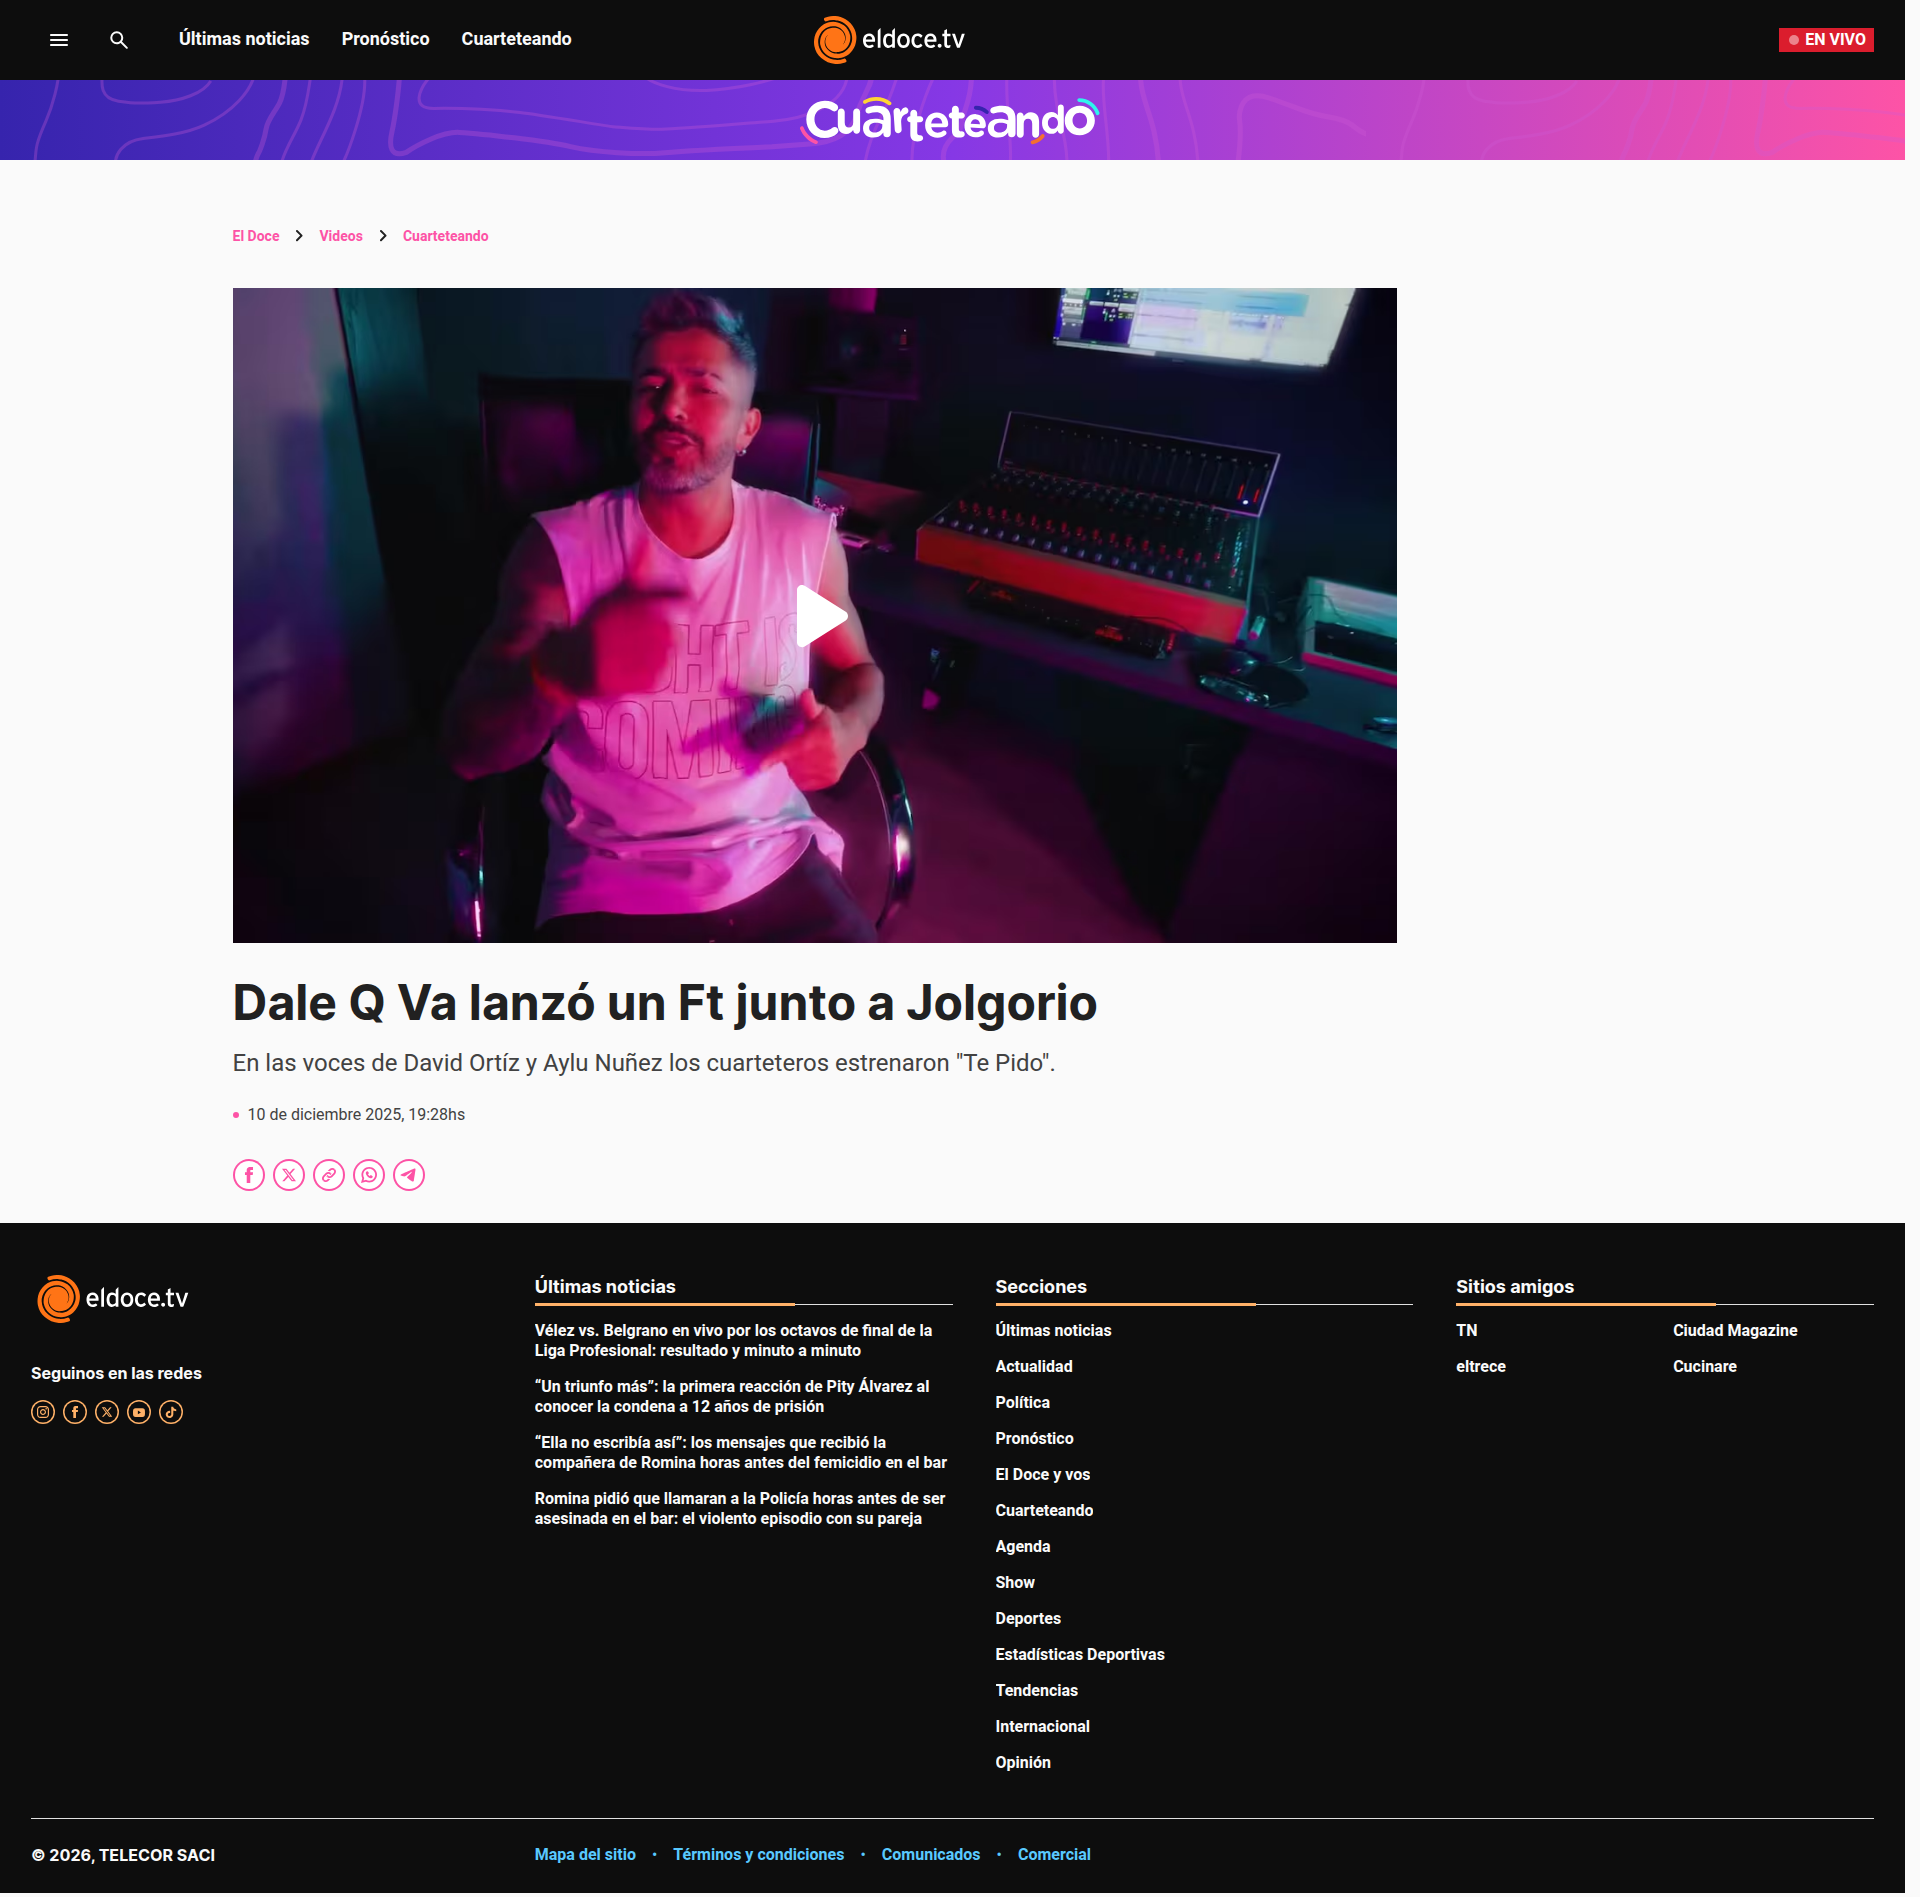 Últimas noticias Pronóstico Cuarteteando
eldoce.tv
EN VIVO
Cuarteteando
El Doce Videos Cuarteteando
COMING
Dale Q Va lanzó un Ft junto a Jolgorio
En las voces de David Ortíz y Aylu Nuñez los cuarteteros estrenaron "Te Pido".
10 de diciembre 2025, 19:28hs
eldoce.tv
Seguinos en las redes
Últimas noticias
Vélez vs. Belgrano en vivo por los octavos de final de la
Liga Profesional: resultado y minuto a minuto
“Un triunfo más”: la primera reacción de Pity Álvarez al
conocer la condena a 12 años de prisión
“Ella no escribía así”: los mensajes que recibió la
compañera de Romina horas antes del femicidio en el bar
Romina pidió que llamaran a la Policía horas antes de ser
asesinada en el bar: el violento episodio con su pareja
Secciones
Últimas noticias
Actualidad
Política
Pronóstico
El Doce y vos
Cuarteteando
Agenda
Show
Deportes
Estadísticas Deportivas
Tendencias
Internacional
Opinión
Sitios amigos
TN
Ciudad Magazine
eltrece
Cucinare
© 2026, TELECOR SACI
Mapa del sitio • Términos y condiciones • Comunicados • Comercial